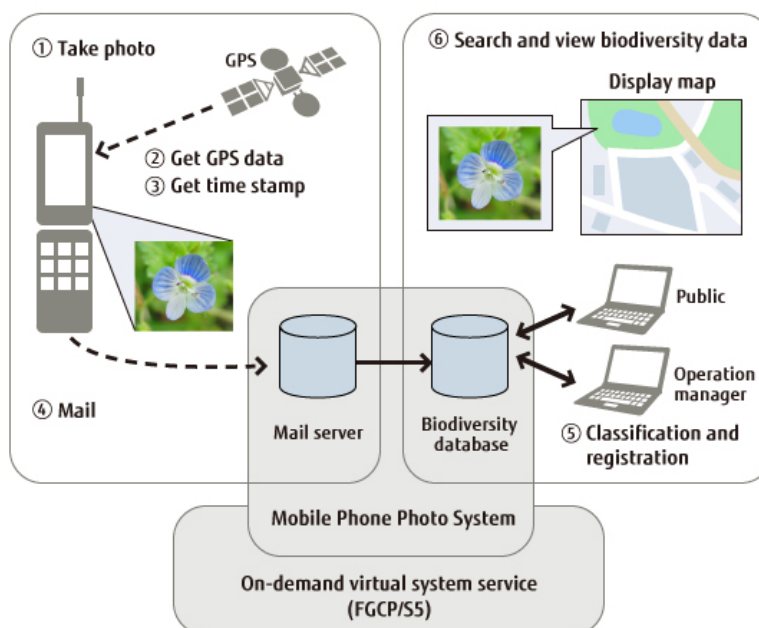 ① Take photo
GPS
② Get GPS data
③ Get time stamp
④ Mail
Mail server
⑥ Search and view biodiversity data
Display map
Public
Operation
manager
Biodiversity
database
⑤ Classification and
registration
Mobile Phone Photo System
On-demand virtual system service
(FGCP/S5)